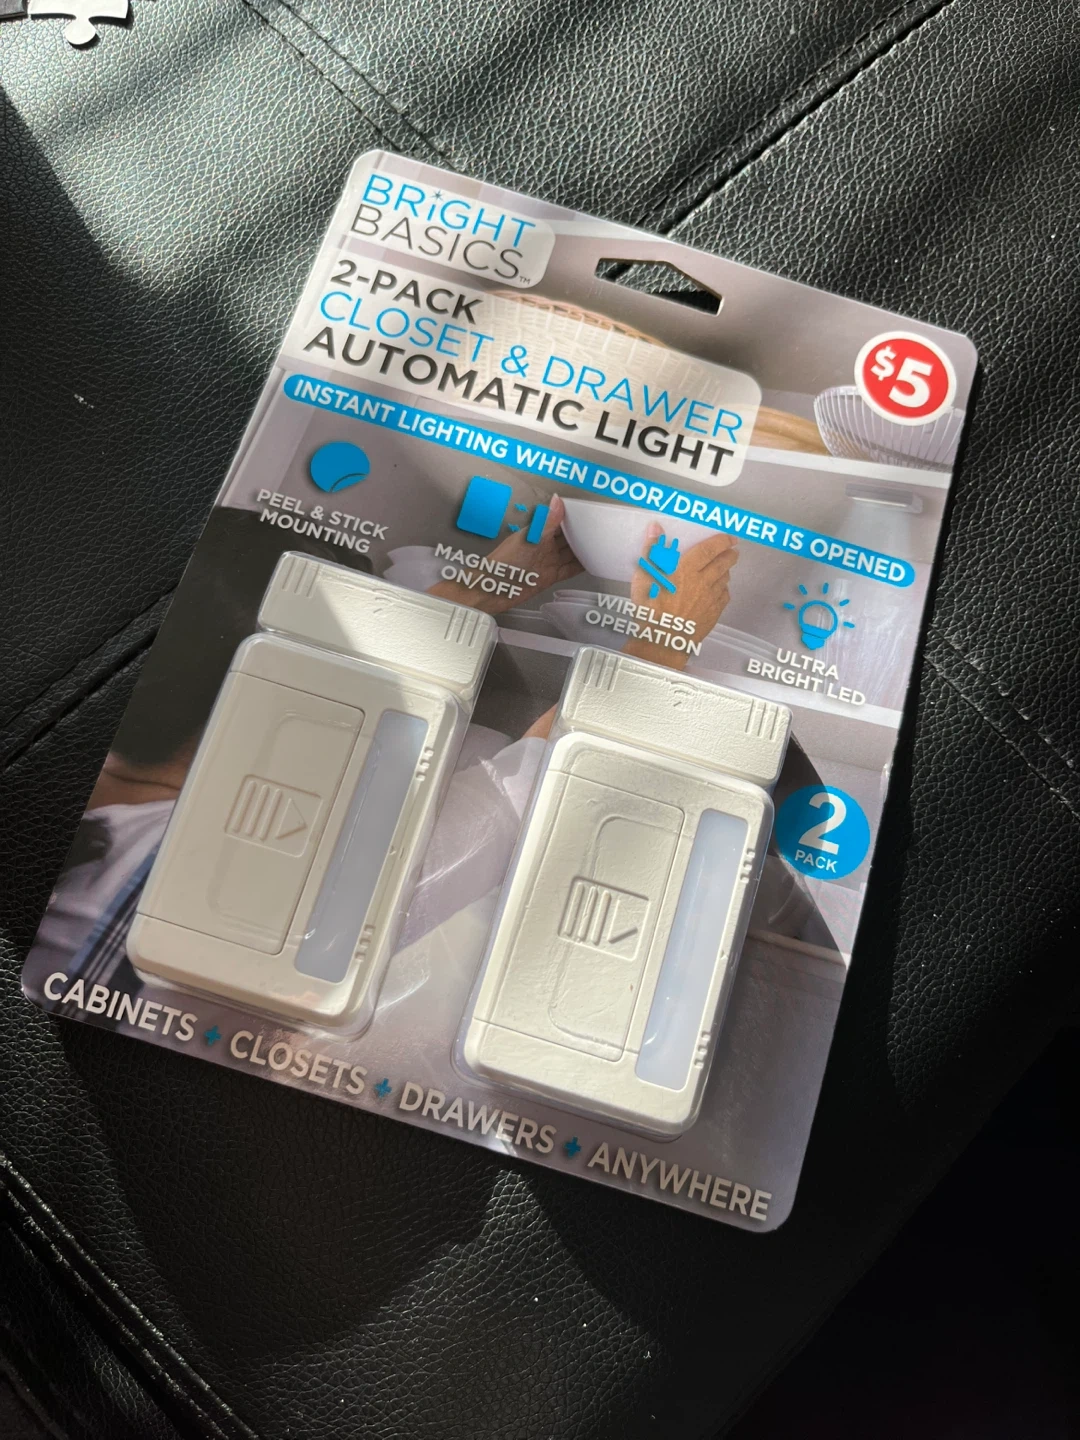 BRiGHT
BASICS™
2-PACK
CLOSET & DRAWER
AUTOMATIC LIGHT
$5
INSTANT LIGHTING WHEN DOOR/DRAWER IS OPENED
PEEL & STICK
MOUNTING
MAGNETIC
ON/OFF
WIRELESS
OPERATION
ULTRA
BRIGHT LED
2
PACK
CABINETS + CLOSETS + DRAWERS + ANYWHERE